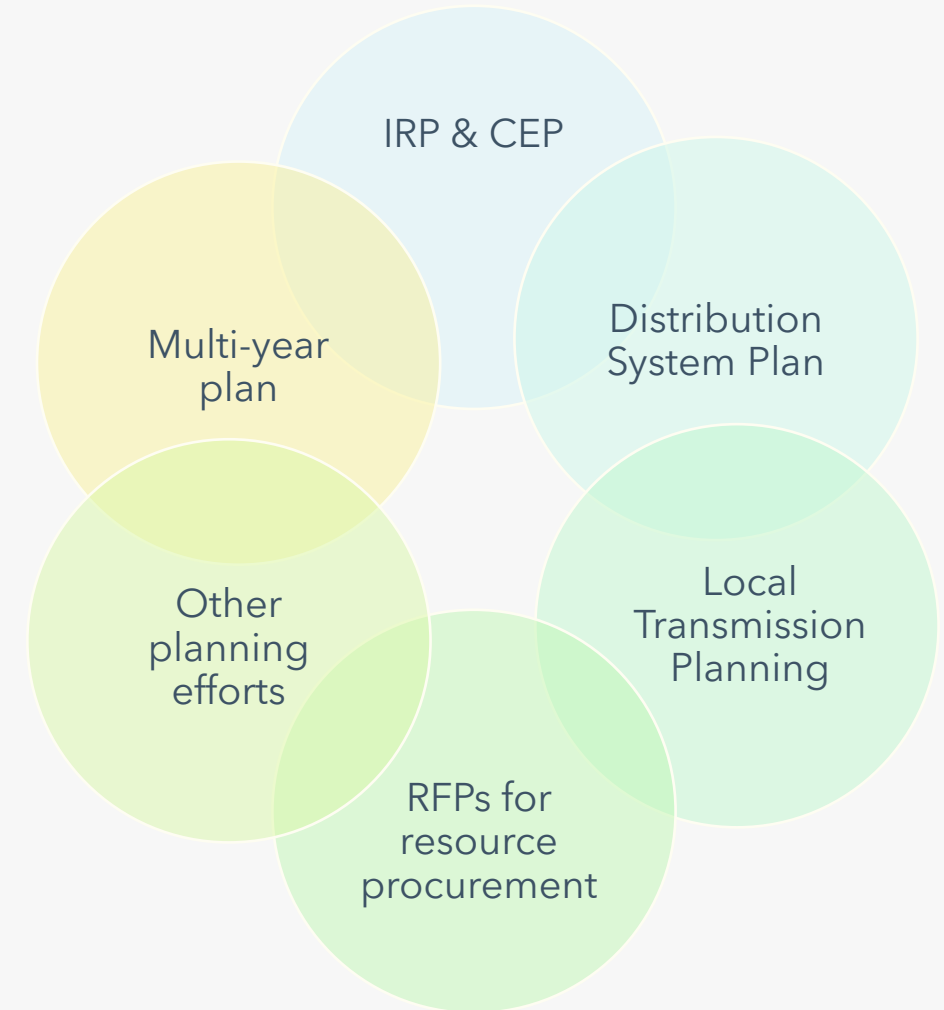 IRP & CEP
Distribution
System Plan
Local
Transmission
Planning
RFPs for
resource
procurement
Other
planning
efforts
Multi-year
plan